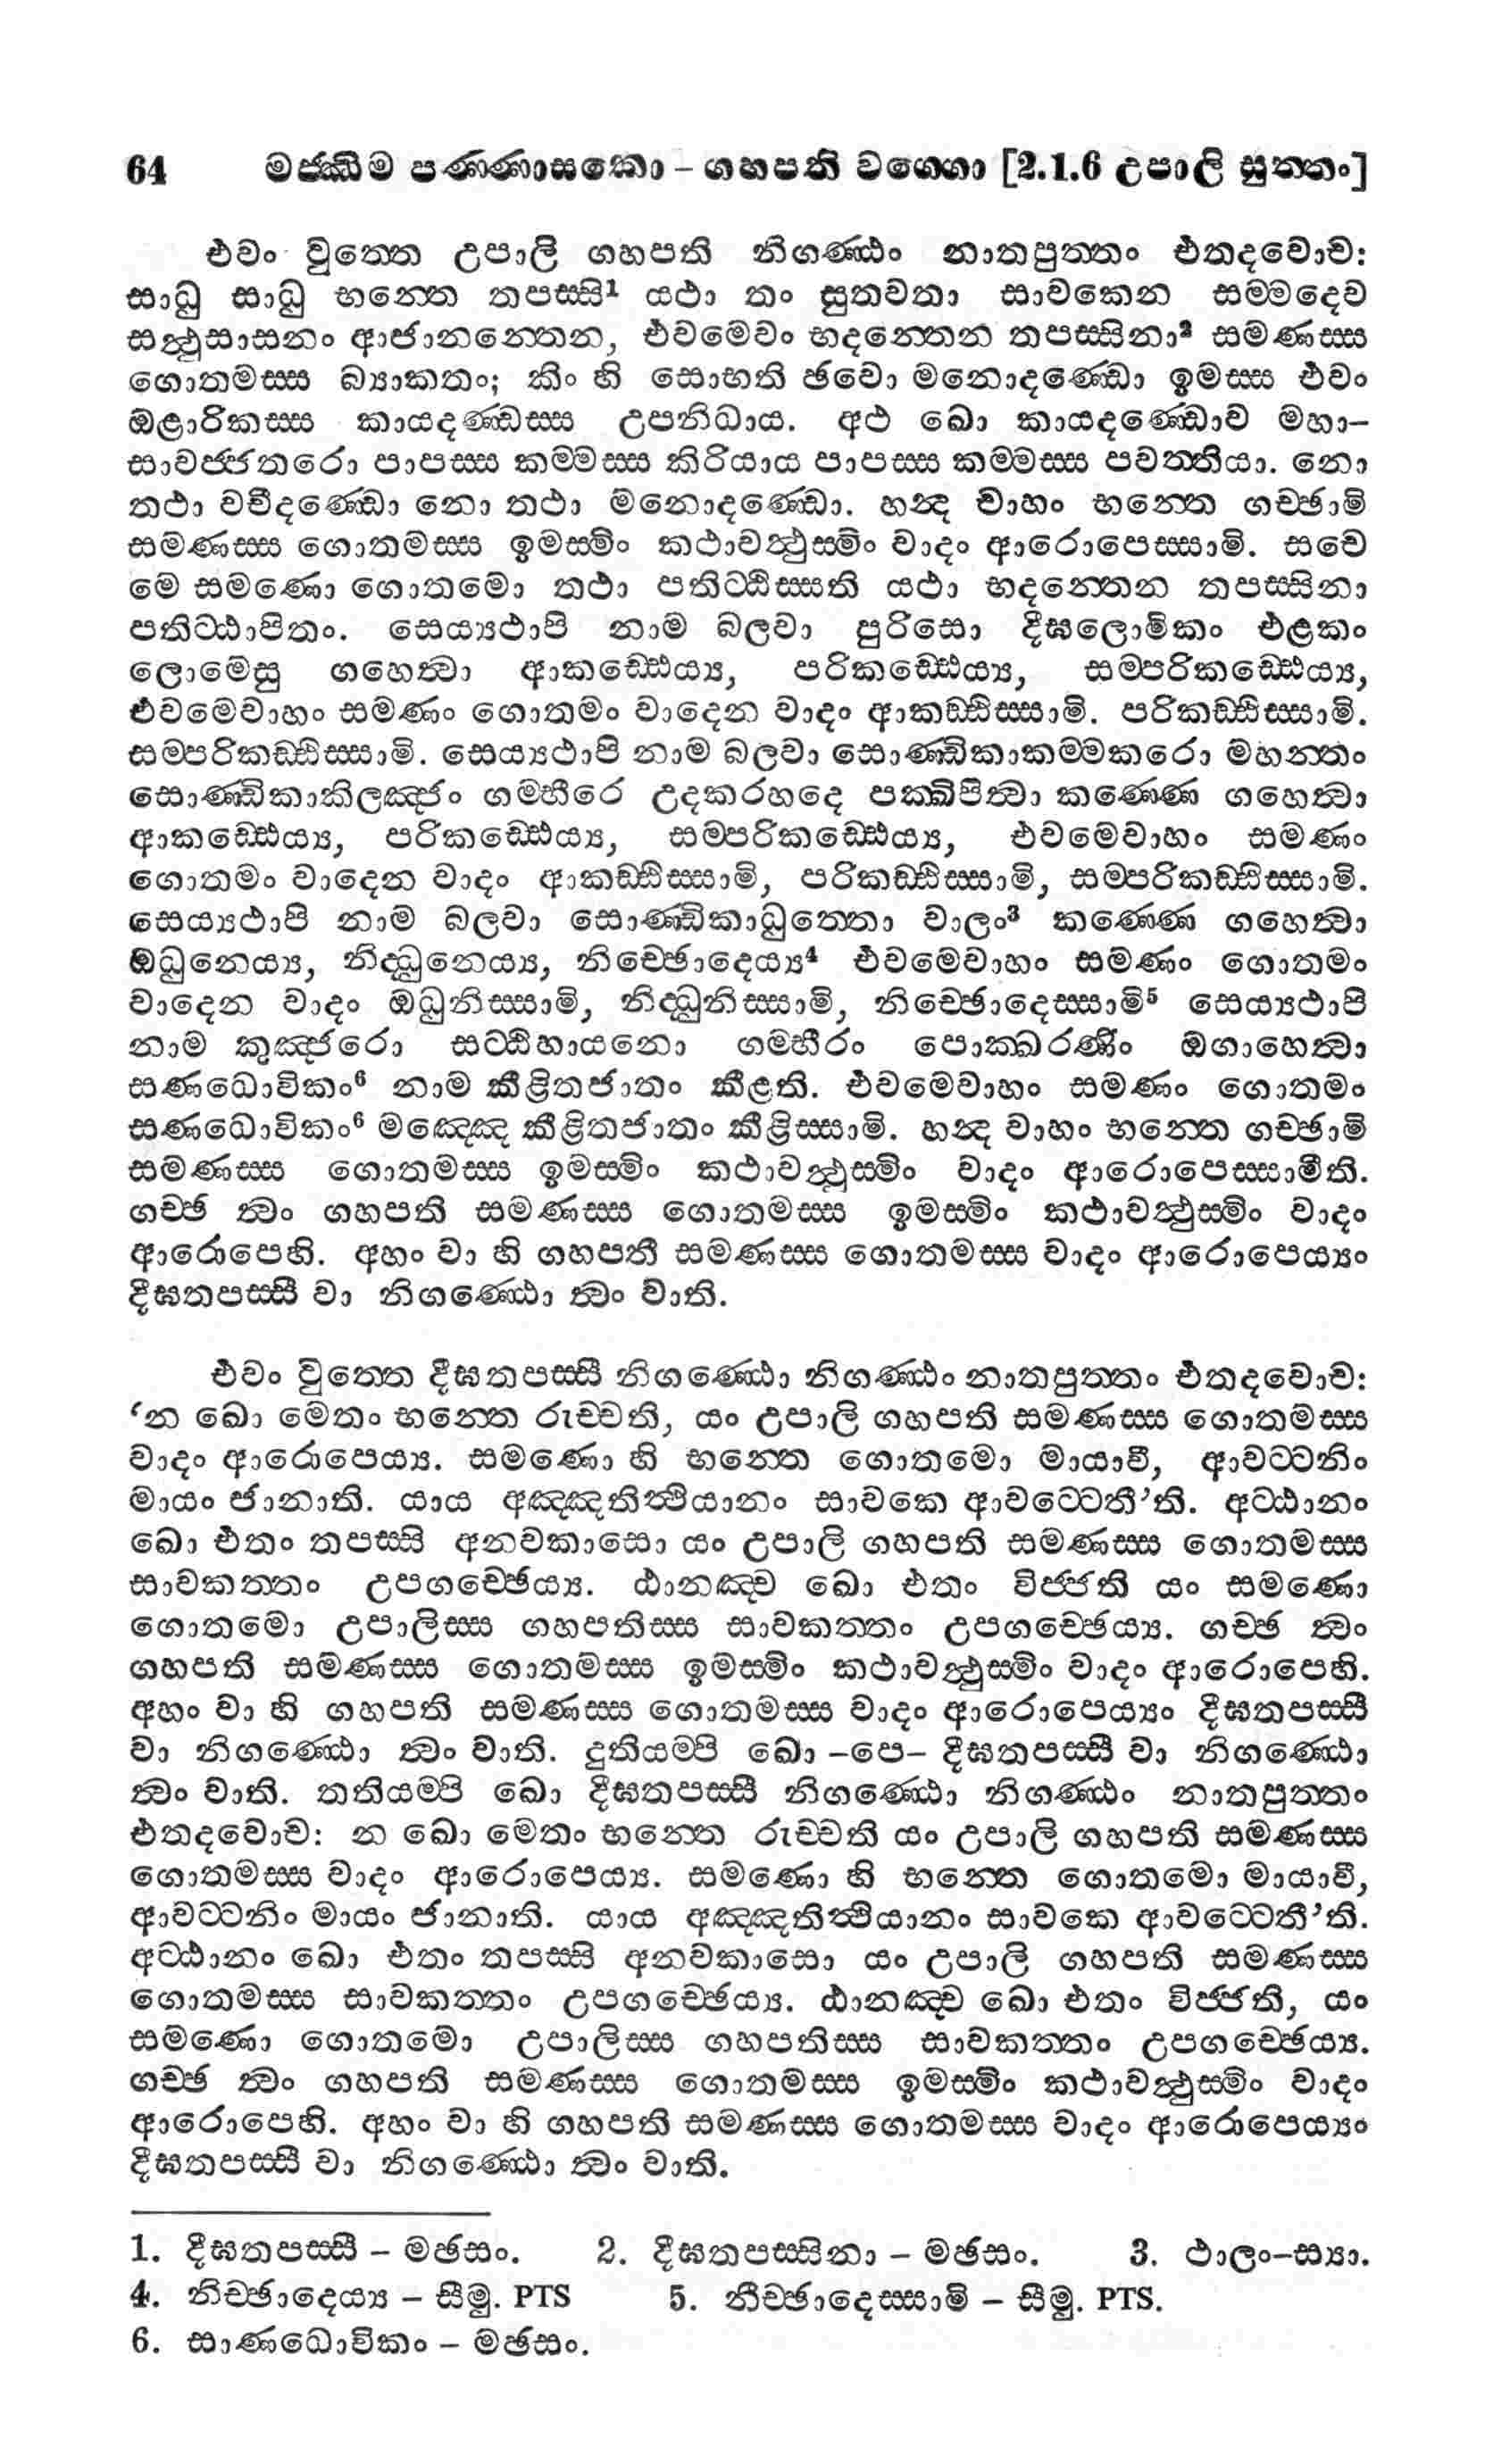 64 මජ්ඣිම පණ්ණාසකො – ගහපති වග්ගො [2.1.6 උපාලි සුත්තං]
එවං වුත්තෙ උපාලි ගහපති නිගණ්ඨං නාතපුත්තං එතදවොච:
සාධු සාධු භන්තෙ තපස්සි¹ යථා තං සුතවතා සාවකෙන සම්මදෙව
සත්ථුසාසනං ආජානන්තෙන, එවමෙවං භදන්තෙන තපස්සිනා² සමණස්ස
ගොතමස්ස බ්‍යාකතං; කිං හි සොභති ඡවො මනොදණ්ඩො ඉමස්ස එවං
ඔළාරිකස්ස කායදණ්ඩස්ස උපනිධාය. අථ ඛො කායදණ්ඩොව මහා–
සාවජ්ජතරො පාපස්ස කම්මස්ස කිරියාය පාපස්ස කම්මස්ස පවත්තියා. නො
තථා වචීදණ්ඩො නො තථා මනොදණ්ඩො. හන්ද චාහං භන්තෙ ගච්ඡාමි
සමණස්ස ගොතමස්ස ඉමස්මිං කථාවත්ථුස්මිං වාදං ආරොපෙස්සාමි. සචෙ
මෙ සමණො ගොතමො තථා පතිට්ඨිස්සති යථා භදන්තෙන තපස්සිනා
පතිට්ඨාපිතං. සෙය්‍යථාපි නාම බලවා පුරිසො දීඝලොමිකං එළකං
ලොමෙසු ගහෙත්‍වා ආකඩ්ඪෙය්‍ය, පරිකඩ්ඪෙය්‍ය, සම්පරිකඩ්ඪෙය්‍ය,
එවමෙවාහං සමණං ගොතමං වාදෙන වාදං ආකඩ්ඪිස්සාමි. පරිකඩ්ඪිස්සාමි.
සම්පරිකඩ්ඪිස්සාමි. සෙය්‍යථාපි නාම බලවා සොණ්ඩිකාකම්මකරො මහන්තං
සොණ්ඩිකාකිලඤ්ජං ගම්භීරෙ උදකරහදෙ පක්ඛිපිත්‍වා කණ්ණෙ ගහෙත්‍වා
ආකඩ්ඪෙය්‍ය, පරිකඩ්ඪෙය්‍ය, සම්පරිකඩ්ඪෙය්‍ය, එවමෙවාහං සමණං
ගොතමං වාදෙන වාදං ආකඩ්ඪිස්සාමි, පරිකඩ්ඪිස්සාමි, සම්පරිකඩ්ඪිස්සාමි.
සෙය්‍යථාපි නාම බලවා සොණ්ඩිකාධුත්තො වාලං³ කණ්ණෙ ගහෙත්‍වා
ඔධුනෙය්‍ය, නිද්ධුනෙය්‍ය, නිච්ඡොදෙය්‍ය⁴ එවමෙවාහං සමණං ගොතමං
වාදෙන වාදං ඔධුනිස්සාමි, නිද්ධුනිස්සාමි, නිච්ඡොදෙස්සාමි⁵ සෙය්‍යථාපි
නාම කුඤ්ජරො සට්ඨිහායනො ගම්භීරං පොක්ඛරණිං ඔගාහෙත්‍වා
සණධොවිකං⁶ නාම කීළිතජාතං කීළති. එවමෙවාහං සමණං ගොතමං
සණධොවිකං⁶ මඤ්ඤෙ කීළිතජාතං කීළිස්සාමි. හන්ද චාහං භන්තෙ ගච්ඡාමි
සමණස්ස ගොතමස්ස ඉමස්මිං කථාවත්ථුස්මිං වාදං ආරොපෙස්සාමීති.
ගච්ඡ ත්‍වං ගහපති සමණස්ස ගොතමස්ස ඉමස්මිං කථාවත්ථුස්මිං වාදං
ආරොපෙහි. අහං වා හි ගහපතී සමණස්ස ගොතමස්ස වාදං ආරොපෙය්‍යං
දීඝතපස්සී වා නිගණ්ඨො ත්‍වං වාති.
එවං වුත්තෙ දීඝතපස්සී නිගණ්ඨො නිගණ්ඨං නාතපුත්තං එතදවොච:
‘න ඛො මෙතං භන්තෙ රුච්චති, යං උපාලි ගහපති සමණස්ස ගොතමස්ස
වාදං ආරොපෙය්‍ය. සමණො හි භන්තෙ ගොතමො මායාවී, ආවට්ටනිං
මායං ජානාති. යාය අඤ්ඤතිත්ථියානං සාවකෙ ආවට්ටෙතී’ති. අට්ඨානං
ඛො එතං තපස්සි අනවකාසො යං උපාලි ගහපති සමණස්ස ගොතමස්ස
සාවකත්තං උපගච්ඡෙය්‍ය. ඨානඤ්ච ඛො එතං විජ්ජති යං සමණො
ගොතමො උපාලිස්ස ගහපතිස්ස සාවකත්තං උපගච්ඡෙය්‍ය. ගච්ඡ ත්‍වං
ගහපති සමණස්ස ගොතමස්ස ඉමස්මිං කථාවත්ථුස්මිං වාදං ආරොපෙහි.
අහං වා හි ගහපති සමණස්ස ගොතමස්ස වාදං ආරොපෙය්‍යං දීඝතපස්සී
වා නිගණ්ඨො ත්‍වං වාති. දුතියම්පි ඛො –පෙ– දීඝතපස්සී වා නිගණ්ඨො
ත්‍වං වාති. තතියම්පි ඛො දීඝතපස්සී නිගණ්ඨො නිගණ්ඨං නාතපුත්තං
එතදවොච: න ඛො මෙතං භන්තෙ රුච්චති යං උපාලි ගහපති සමණස්ස
ගොතමස්ස වාදං ආරොපෙය්‍ය. සමණො හි භන්තෙ ගොතමො මායාවී,
ආවට්ටනිං මායං ජානාති. යාය අඤ්ඤතිත්ථියානං සාවකෙ ආවට්ටෙතී’ති.
අට්ඨානං ඛො එතං තපස්සි අනවකාසො යං උපාලි ගහපති සමණස්ස
ගොතමස්ස සාවකත්තං උපගච්ඡෙය්‍ය. ඨානඤ්ච ඛො එතං විජ්ජති, යං
සමණො ගොතමො උපාලිස්ස ගහපතිස්ස සාවකත්තං උපගච්ඡෙය්‍ය.
ගච්ඡ ත්‍වං ගහපති සමණස්ස ගොතමස්ස ඉමස්මිං කථාවත්ථුස්මිං වාදං
ආරොපෙහි. අහං වා හි ගහපති සමණස්ස ගොතමස්ස වාදං ආරොපෙය්‍යං
දීඝතපස්සී වා නිගණ්ඨො ත්‍වං වාති.
1. දීඝතපස්සී – මඡසං. 2. දීඝතපස්සිනා – මඡසං. 3. ථාලං–ස්‍යා.
4. නිච්ඡාදෙය්‍ය – සීමු. PTS 5. නිච්ඡාදෙස්සාමි – සීමු. PTS.
6. සාණධොවිකං – මඡසං.